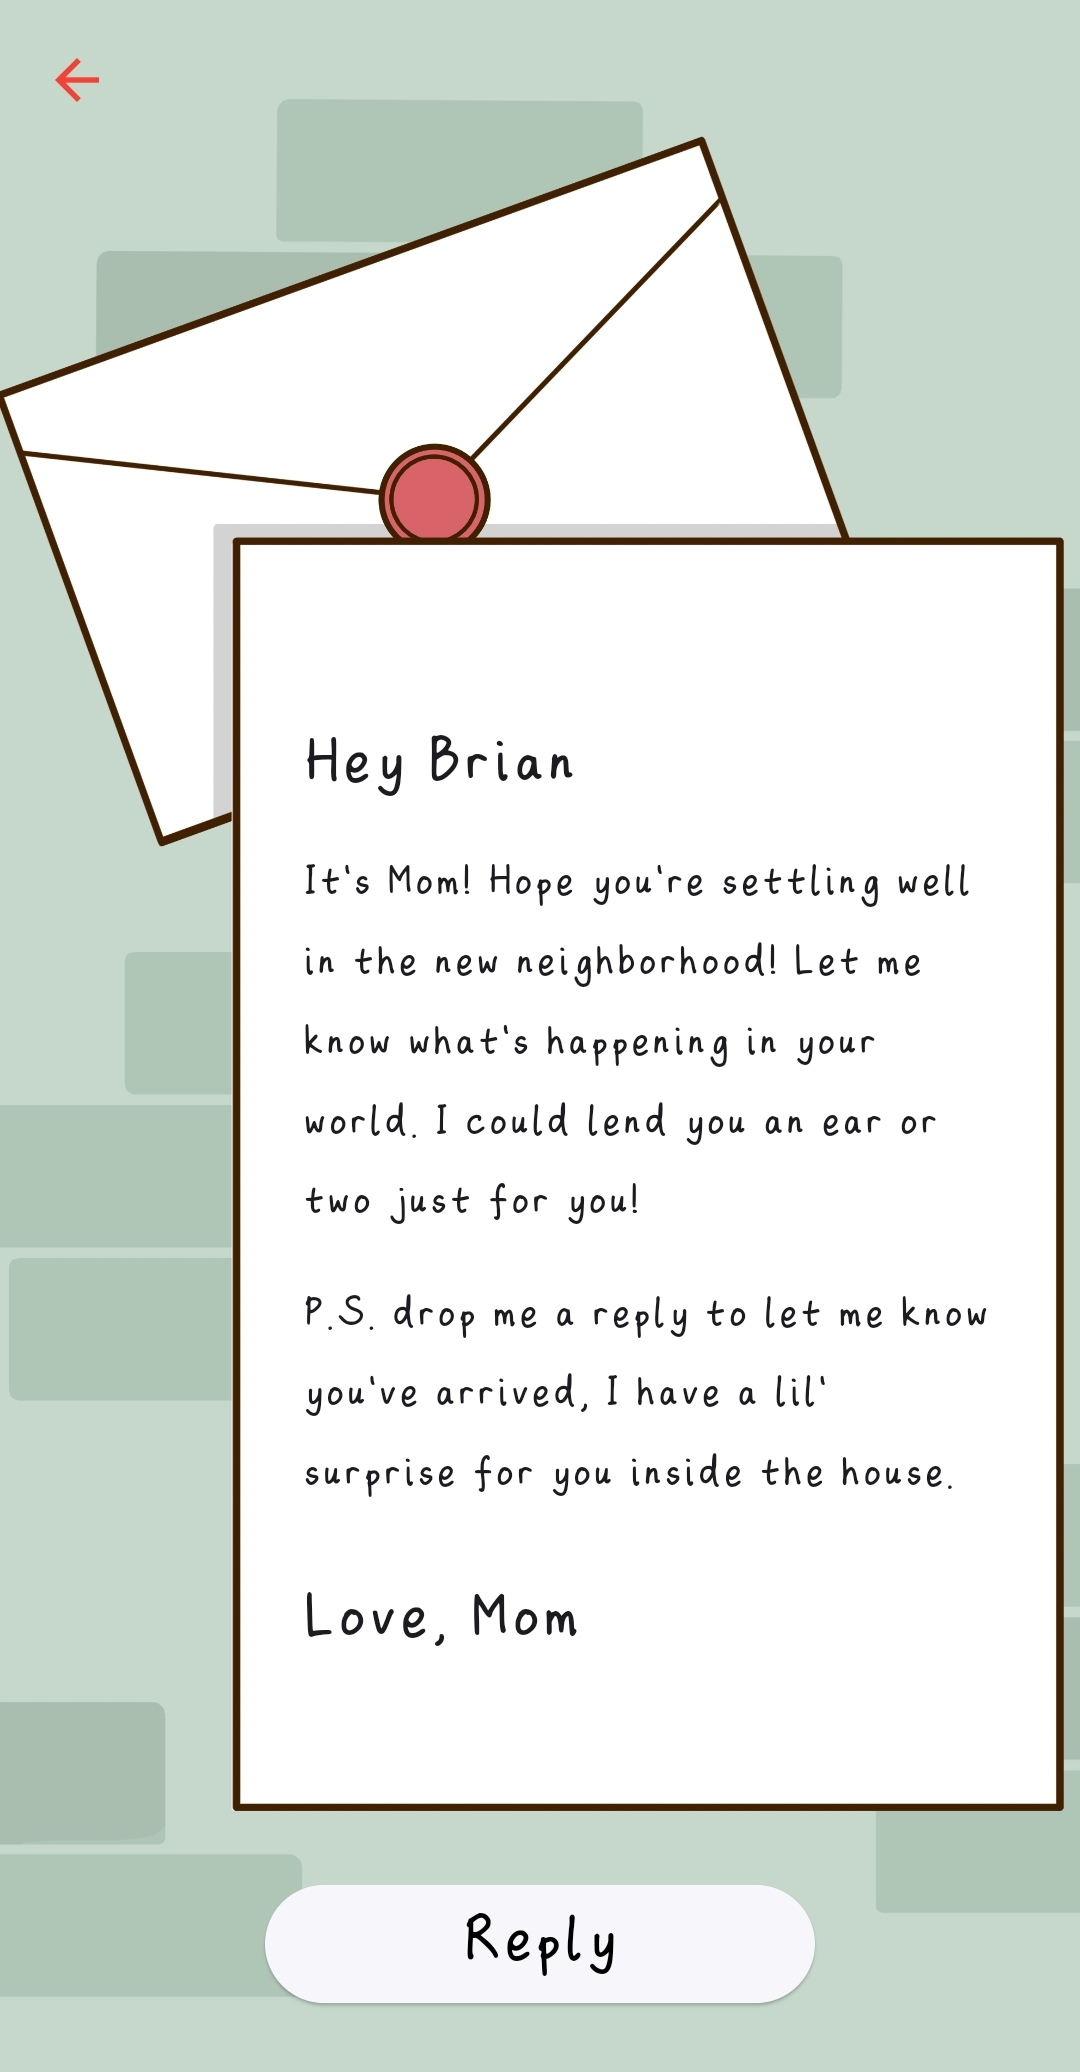 Hey Brian
It's Mom! Hope you're settling well
in the new neighborhood! Let me
know what's happening in your
world. I could lend you an ear or
two just for you!
P.S. drop me a reply to let me know
you've arrived, I have a lil'
surprise for you inside the house.
Love, Mom
Reply